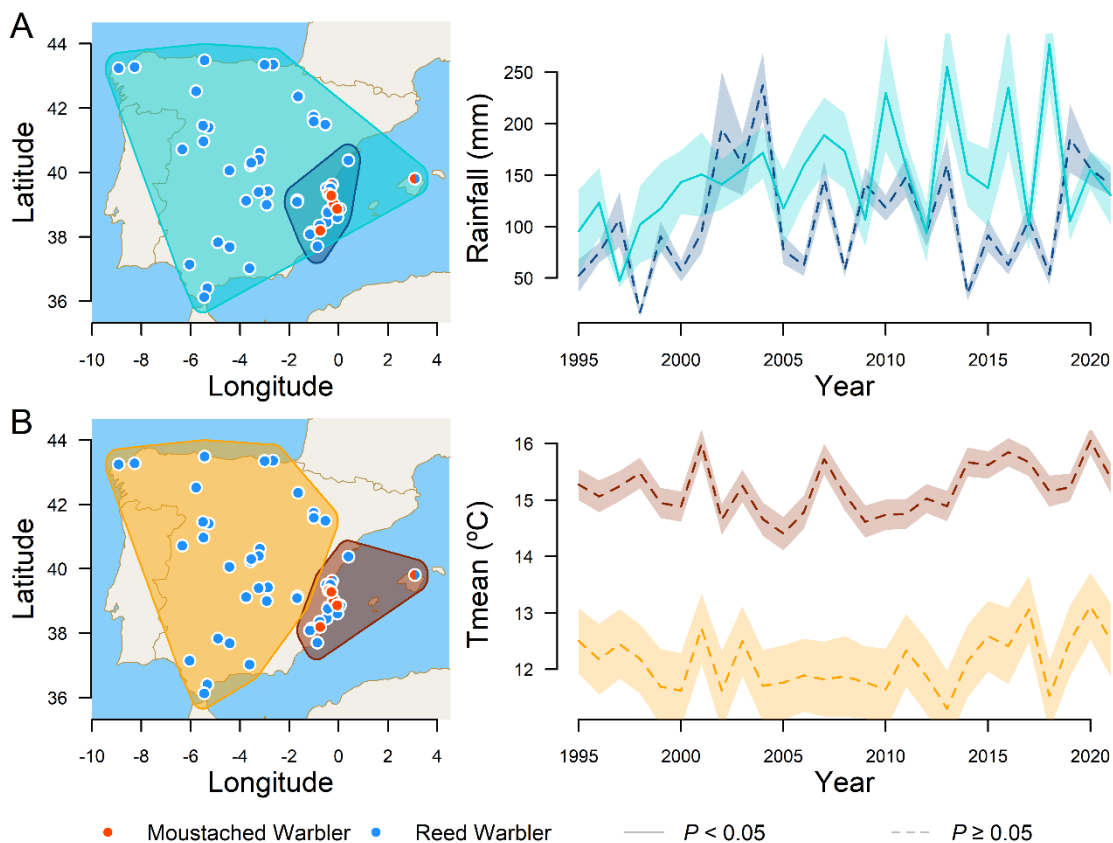 A
44
42
40
38
36
Latitude
-10 -8 -6 -4 -2 0 2 4
Longitude
250
200
150
100
50
Rainfall (mm)
1995 2000 2005 2010 2015 2020
Year
B
44
42
40
38
36
Latitude
-10 -8 -6 -4 -2 0 2 4
Longitude
16
15
14
13
12
Tmean (ºC)
1995 2000 2005 2010 2015 2020
Year
Moustached Warbler Reed Warbler P < 0.05 P ≥ 0.05